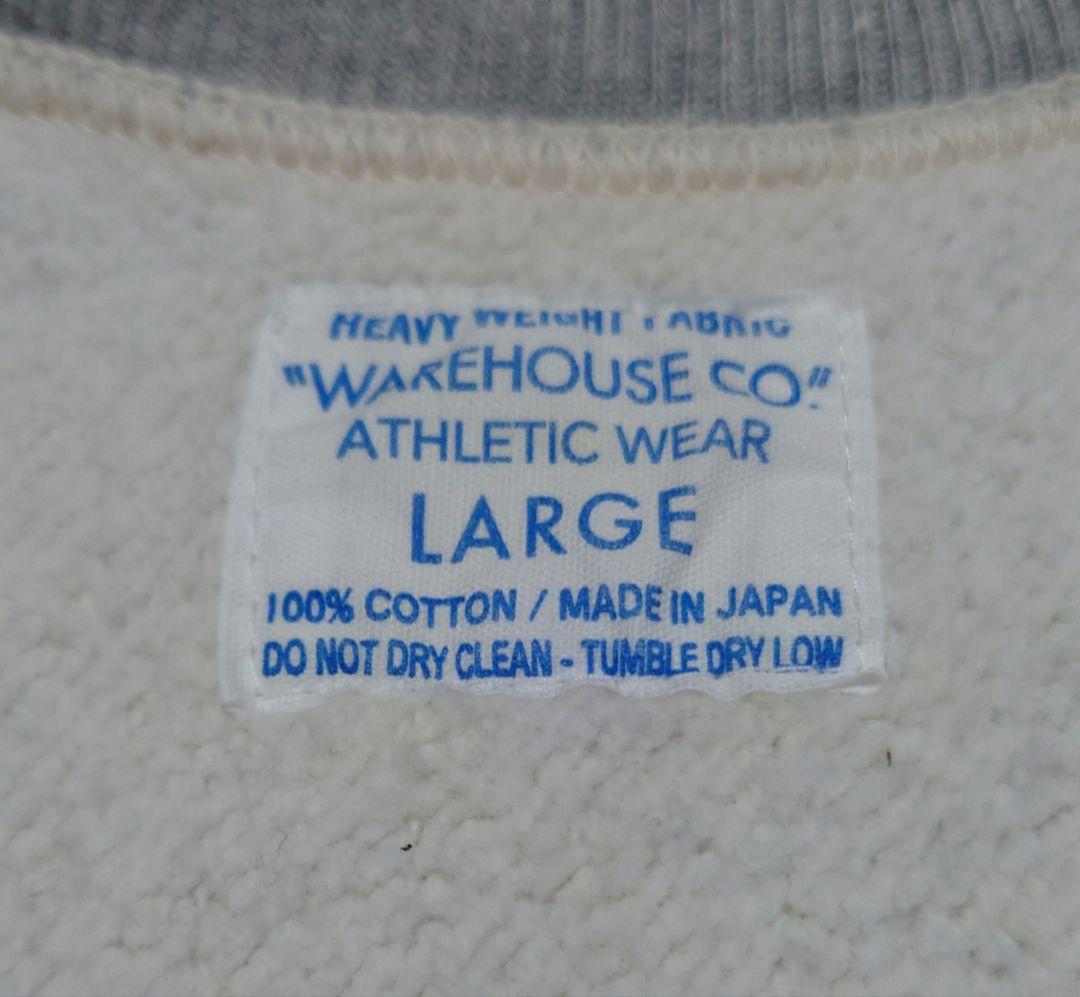 HEAVY WEIGHT FABRIC
"WAREHOUSE CO."
ATHLETIC WEAR
LARGE
100% COTTON / MADE IN JAPAN
DO NOT DRY CLEAN - TUMBLE DRY LOW